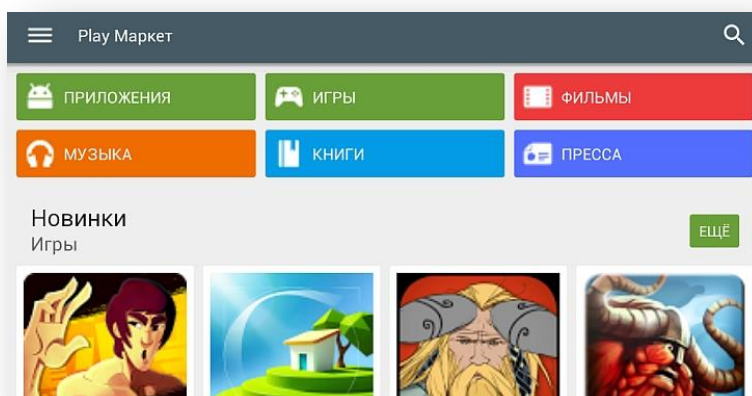 Play Маркет
ПРИЛОЖЕНИЯ
ИГРЫ
ФИЛЬМЫ
МУЗЫКА
КНИГИ
ПРЕССА
Новинки
Игры
ЕЩЁ